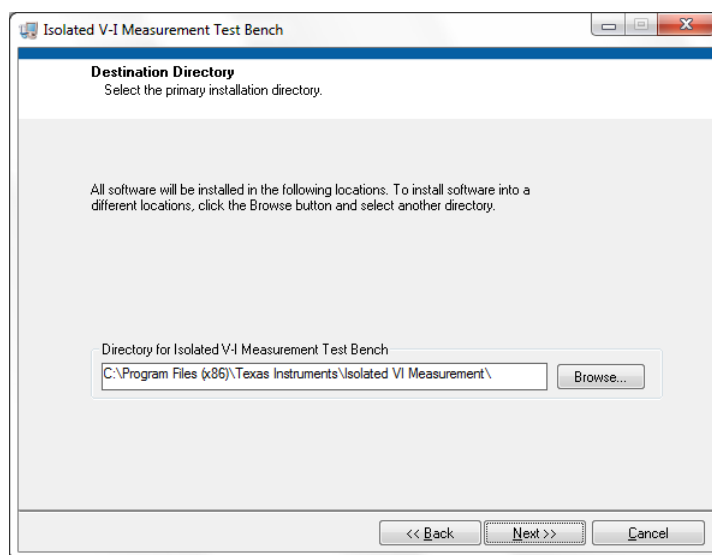 Isolated V-I Measurement Test Bench
Destination Directory
Select the primary installation directory.
All software will be installed in the following locations. To install software into a
different locations, click the Browse button and select another directory.
Directory for Isolated V-I Measurement Test Bench
C:\Program Files (x86)\Texas Instruments\Isolated VI Measurement\
Browse...
<< Back
Next >>
Cancel